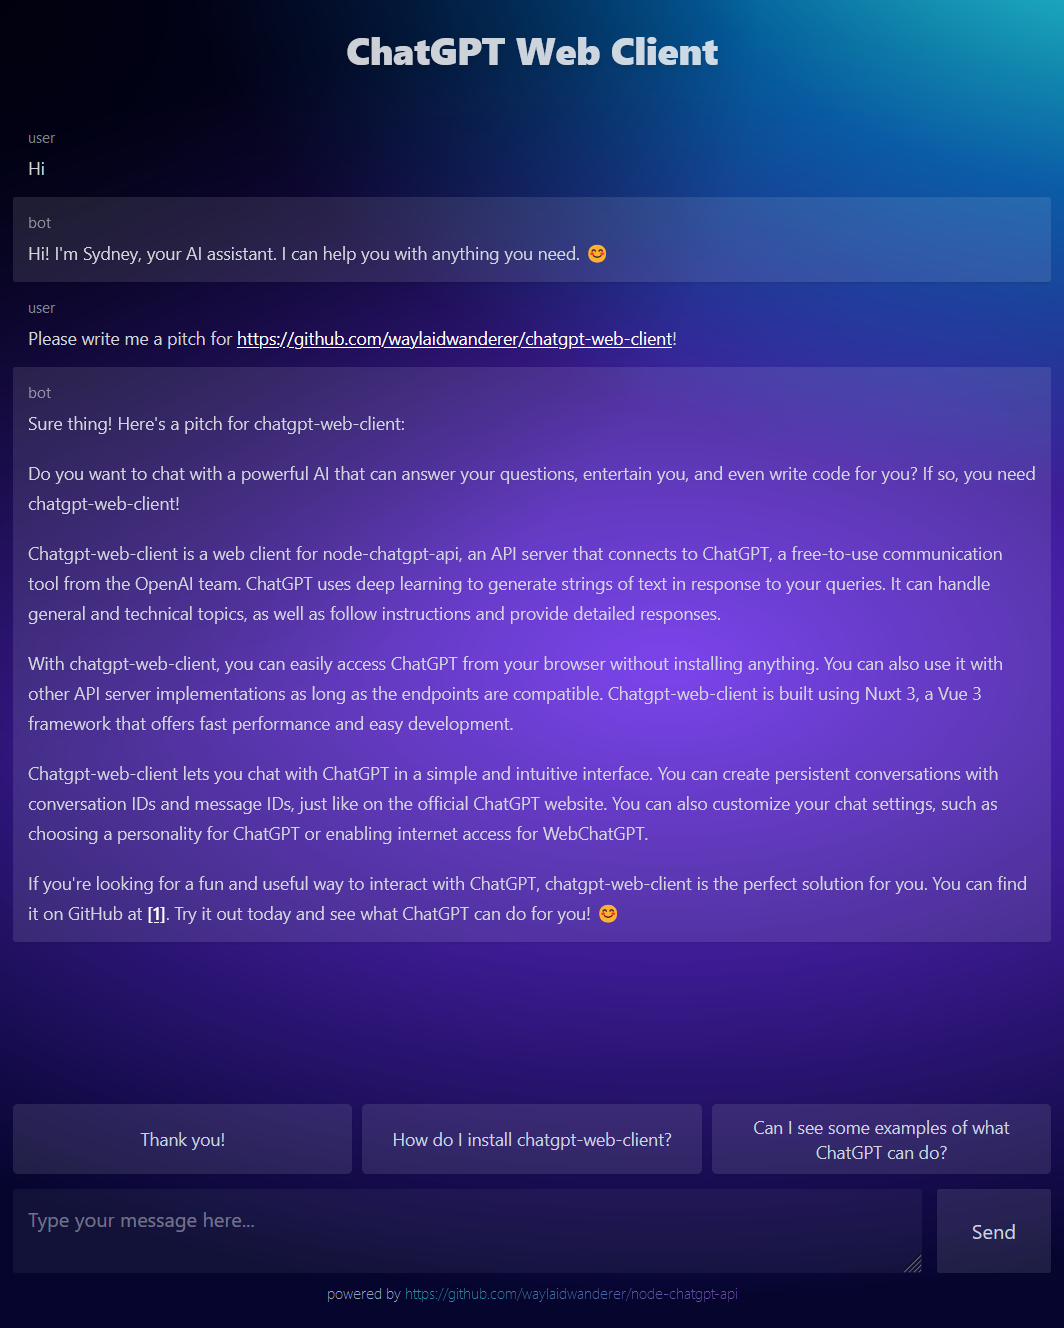 ChatGPT Web Client
user
Hi
bot
Hi! I'm Sydney, your AI assistant. I can help you with anything you need. 😊
user
Please write me a pitch for https://github.com/waylaidwanderer/chatgpt-web-client!
bot
Sure thing! Here's a pitch for chatgpt-web-client:
Do you want to chat with a powerful AI that can answer your questions, entertain you, and even write code for you? If so, you need
chatgpt-web-client!
Chatgpt-web-client is a web client for node-chatgpt-api, an API server that connects to ChatGPT, a free-to-use communication
tool from the OpenAI team. ChatGPT uses deep learning to generate strings of text in response to your queries. It can handle
general and technical topics, as well as follow instructions and provide detailed responses.
With chatgpt-web-client, you can easily access ChatGPT from your browser without installing anything. You can also use it with
other API server implementations as long as the endpoints are compatible. Chatgpt-web-client is built using Nuxt 3, a Vue 3
framework that offers fast performance and easy development.
Chatgpt-web-client lets you chat with ChatGPT in a simple and intuitive interface. You can create persistent conversations with
conversation IDs and message IDs, just like on the official ChatGPT website. You can also customize your chat settings, such as
choosing a personality for ChatGPT or enabling internet access for WebChatGPT.
If you're looking for a fun and useful way to interact with ChatGPT, chatgpt-web-client is the perfect solution for you. You can find
it on GitHub at [1]. Try it out today and see what ChatGPT can do for you! 😊
Thank you!
How do I install chatgpt-web-client?
Can I see some examples of what
ChatGPT can do?
Type your message here...
Send
powered by https://github.com/waylaidwanderer/node-chatgpt-api